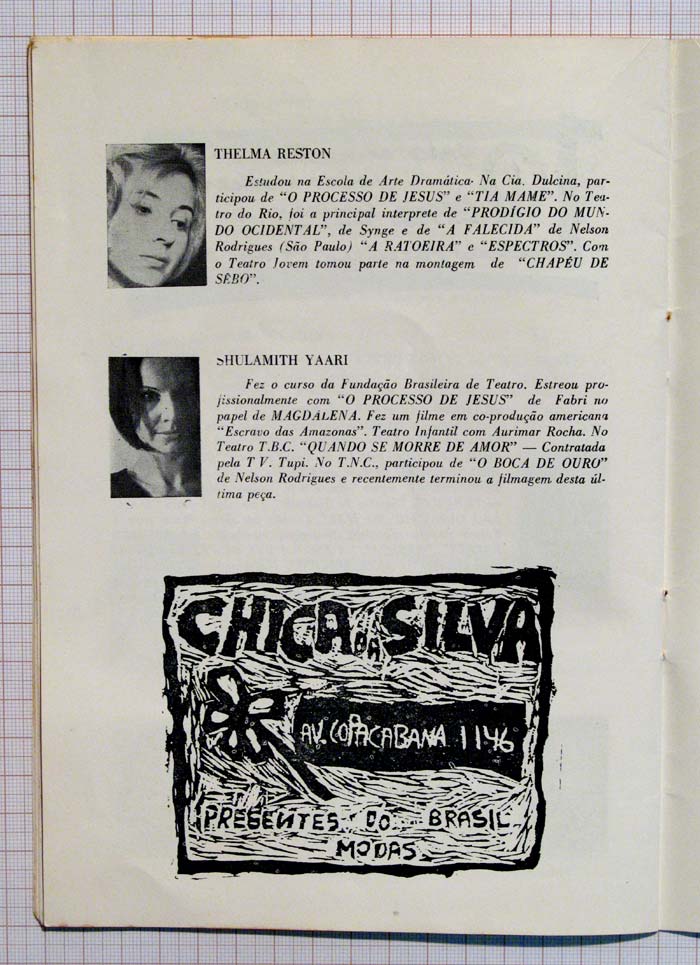 THELMA RESTON
Estudou na Escola de Arte Dramática. Na Cia. Dulcina, par-
ticipou de “O PROCESSO DE JESUS” e “TIA MAME”. No Tea-
tro do Rio, foi a principal interprete de “PRODÍGIO DO MUN-
DO OCIDENTAL”, de Synge e de “A FALECIDA” de Nelson
Rodrigues (São Paulo) “A RATOEIRA” e “ESPECTROS”. Com
o Teatro Jovem tomou parte na montagem de “CHAPÉU DE
SÊBO”.
SHULAMITH YAARI
Fez o curso da Fundação Brasileira de Teatro. Estreou pro-
fissionalmente com “O PROCESSO DE JESUS” de Fabri no
papel de MAGDALENA. Fez um filme em co-produção americana
“Escravo das Amazonas”. Teatro Infantil com Aurimar Rocha. No
Teatro T.B.C. “QUANDO SE MORRE DE AMOR” — Contratada
pela T V. Tupi. No T.N.C., participou de “O BOCA DE OURO”
de Nelson Rodrigues e recentemente terminou a filmagem desta úl-
tima peça.
CHICA DA SILVA
AV. COPACABANA 1146
PRESENTES DO BRASIL
MODAS